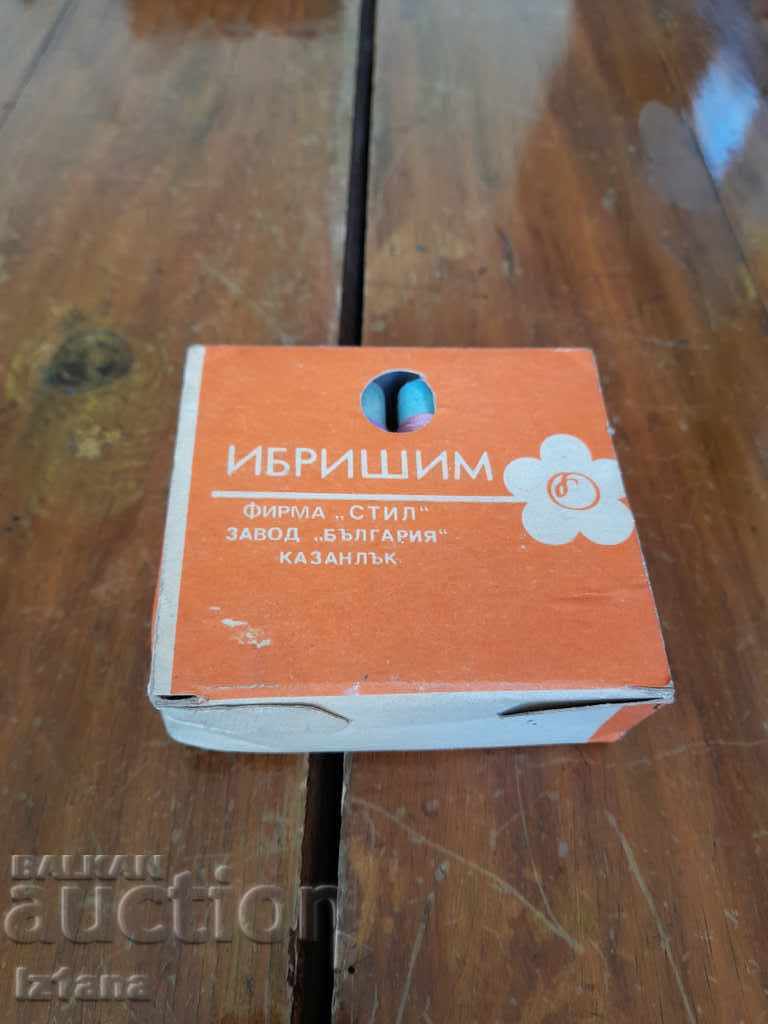 ИБРИШИМ
ФИРМА „СТИЛ"
ЗАВОД „БЪЛГАРИЯ"
КАЗАНЛЪК
BALKAN
auction
Iztana